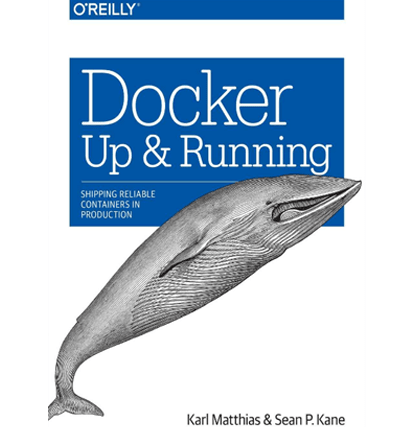 O'REILLY®
Docker
Up & Running
SHIPPING RELIABLE
CONTAINERS IN
PRODUCTION
Karl Matthias & Sean P. Kane